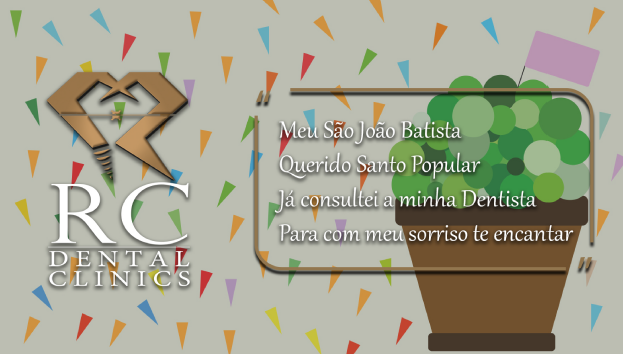 RC
DENTAL
CLINICS
"
Meu São João Batista
Querido Santo Popular
Já consultei a minha Dentista
Para com meu sorriso te encantar
"